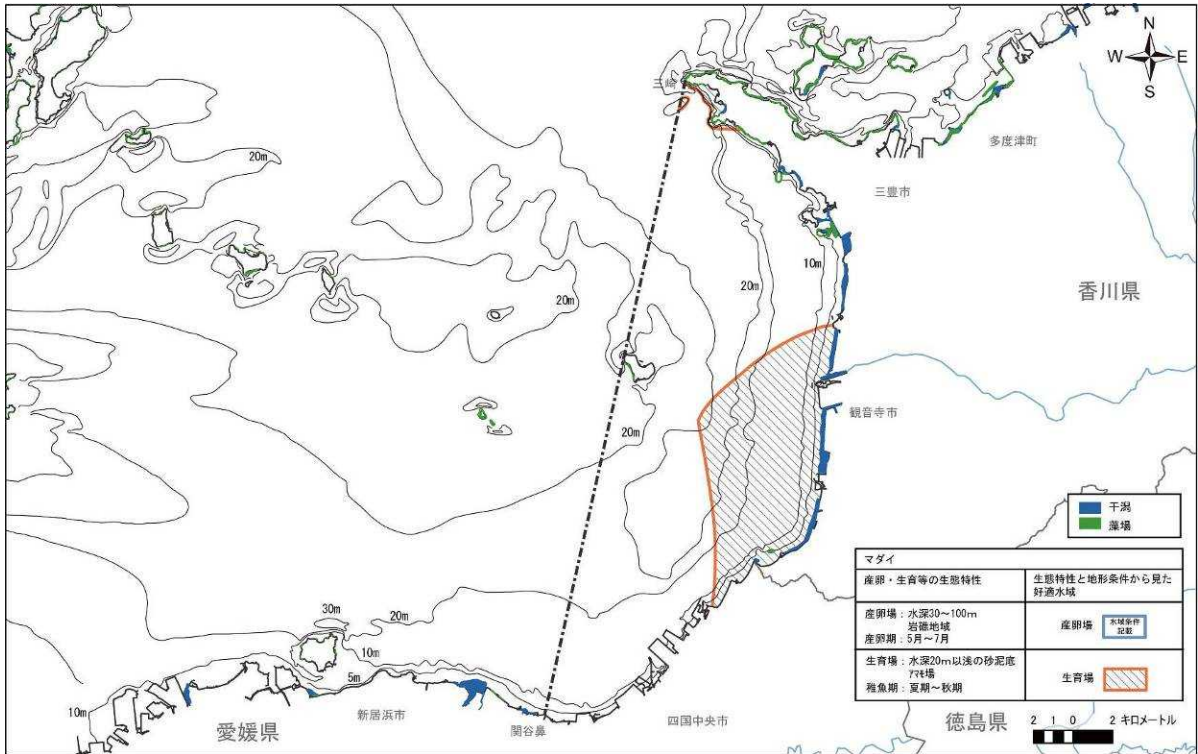 N
W E
S
三崎
20m
多度津町
三豊市
10m
20m
20m
香川県
20m
観音寺市
干潟
藻場
マダイ
産卵・生育等の生態特性
生態特性と地形条件から見た
好適水域
産卵場：水深30～100m
岩礁地域
産卵期：5月～7月
産卵場
水域条件
記載
生育場：水深20m以浅の砂泥底
アマモ場
稚魚期：夏期～秋期
生育場
30m
20m
10m
5m
10m
新居浜市
愛媛県
関谷鼻
四国中央市
徳島県
2 1 0 2 キロメートル